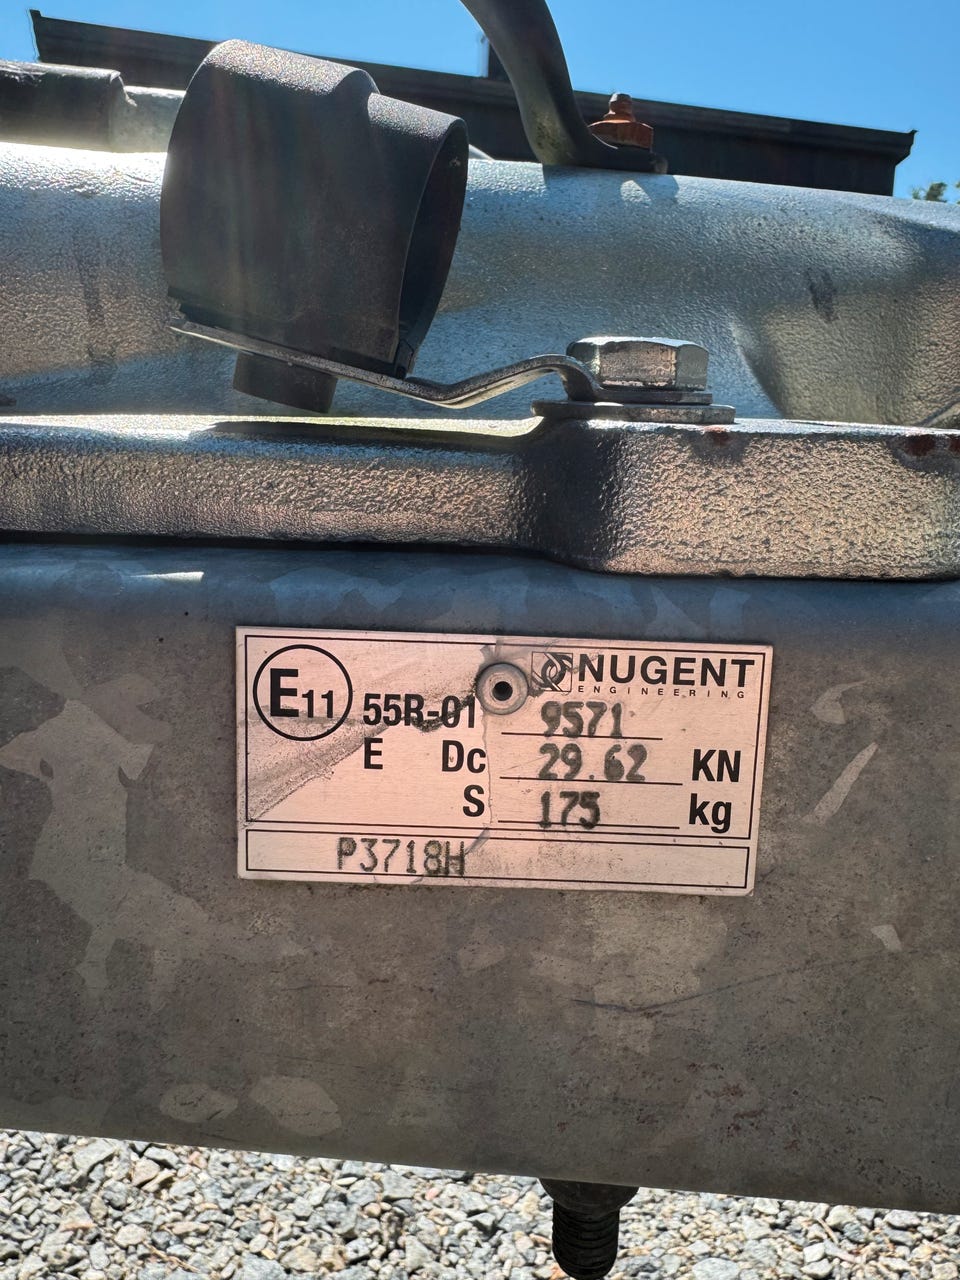 E11 55R-01 NUGENT
ENGINEERING
9571
E Dc 29.62 KN
S 175 kg
P3718H